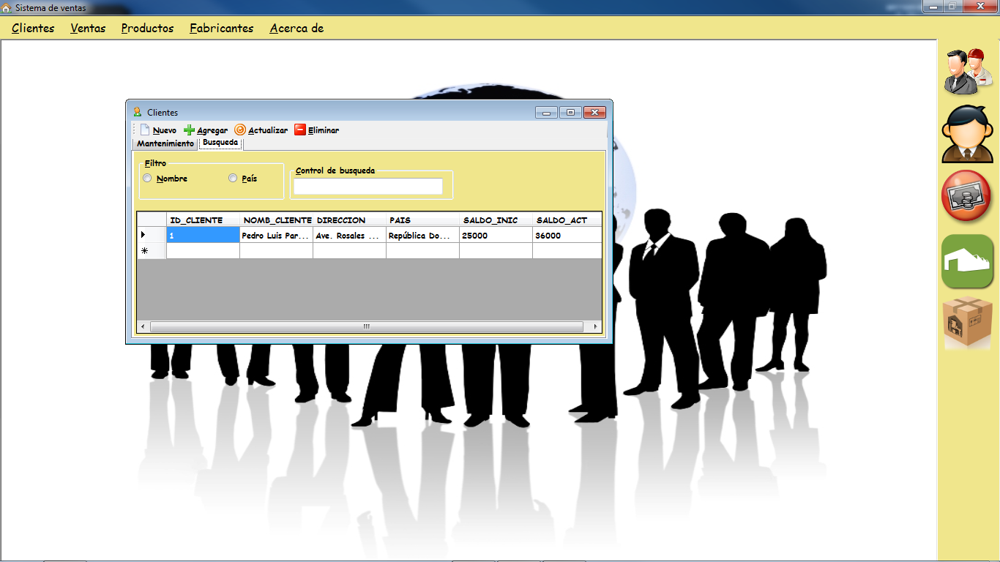 Sistema de ventas
Clientes Ventas Productos Fabricantes Acerca de
Clientes
Nuevo Agregar Actualizar Eliminar
Mantenimiento Busqueda
Filtro
Nombre País
Control de busqueda
ID_CLIENTE NOMB_CLIENTE DIRECCION PAIS SALDO_INIC SALDO_ACT
1 Pedro Luis Par... Ave. Rosales ... República Do... 25000 36000